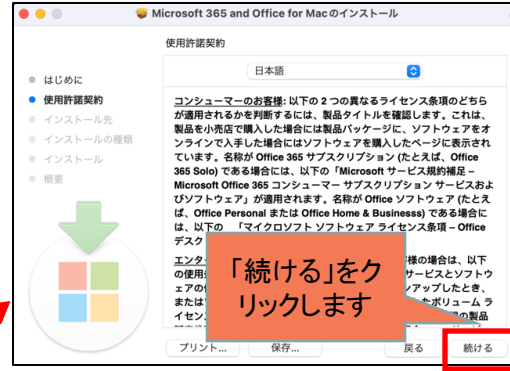 Microsoft 365 and Office for Macのインストール
使用許諾契約
日本語
はじめに
使用許諾契約
インストール先
インストールの種類
インストール
概要
コンシューマーのお客様: 以下の 2 つの異なるライセンス条項のどちら
が適用されるかを判断するには、製品タイトルを確認します。これは、
製品を小売店で購入した場合には製品パッケージに、ソフトウェアをオ
ンラインで入手した場合にはソフトウェアを購入したページに表示され
ています。名称が Office 365 サブスクリプション (たとえば、Office
365 Solo) である場合には、以下の「Microsoft サービス規約補足 –
Microsoft Office 365 コンシューマー サブスクリプション サービスおよ
びソフトウェア」が適用されます。名称が Office ソフトウェア (たとえ
ば、Office Personal または Office Home & Businesss) である場合に
は、以下の 「マイクロソフト ソフトウェア ライセンス条項 – Office
デスク
エンタ 様の場合は、以下
の使用 サービスとソフトウ
ェアの ンアップしたとき、
または たボリューム ラ
イセン の製品
「続ける」をク
リックします
プリント... 保存... 戻る 続ける